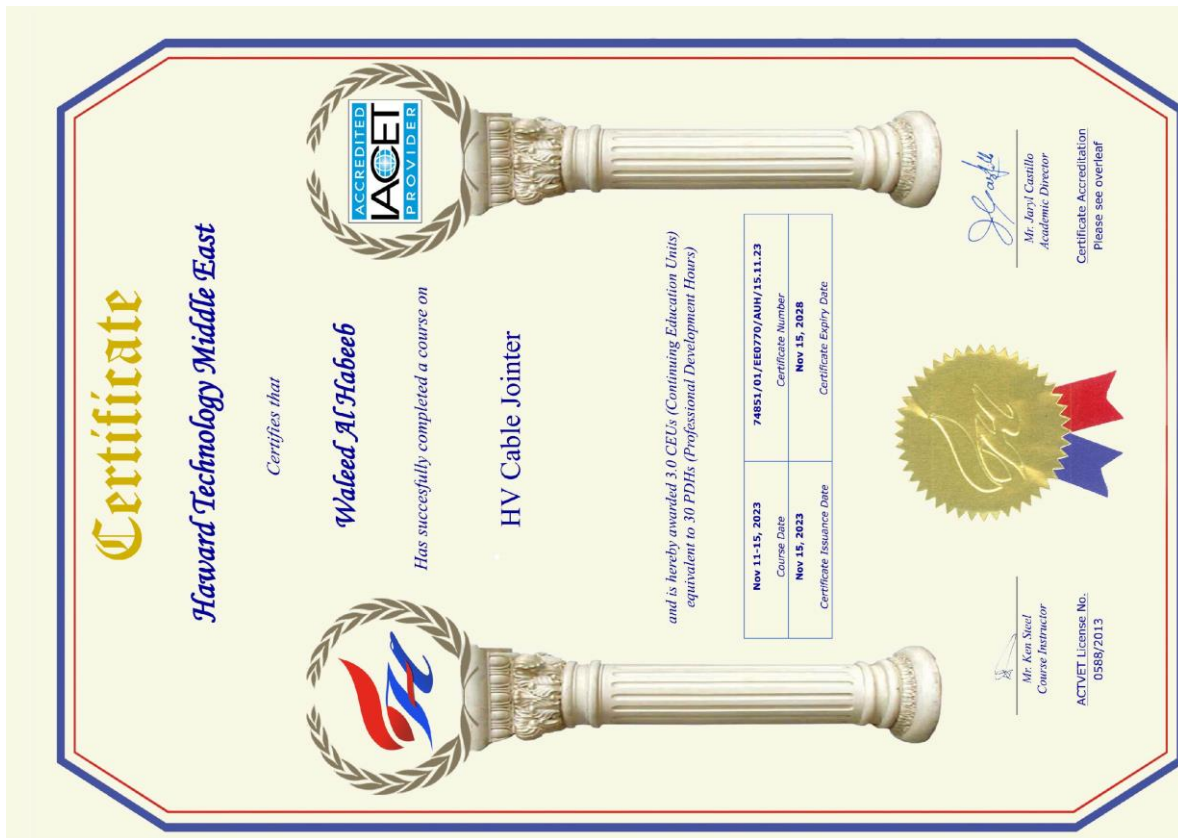 Certificate
Haward Technology Middle East
Certifies that
Waleed Al Habeeb
Has succesfully completed a course on
HV Cable Jointer
and is hereby awarded 3.0 CEUs (Continuing Education Units)
equivalent to 30 PDHs (Professional Development Hours)
Nov 11-15, 2023
74851/01/EE0770/AUH/15.11.23
Course Date
Certificate Number
Nov 15, 2023
Nov 15, 2028
Certificate Issuance Date
Certificate Expiry Date
ACCREDITED
IACET
PROVIDER
Mr. Ken Steel
Course Instructor
ACTVET License No.
0588/2013
Mr. Jaryl Castillo
Academic Director
Certificate Accreditation
Please see overleaf